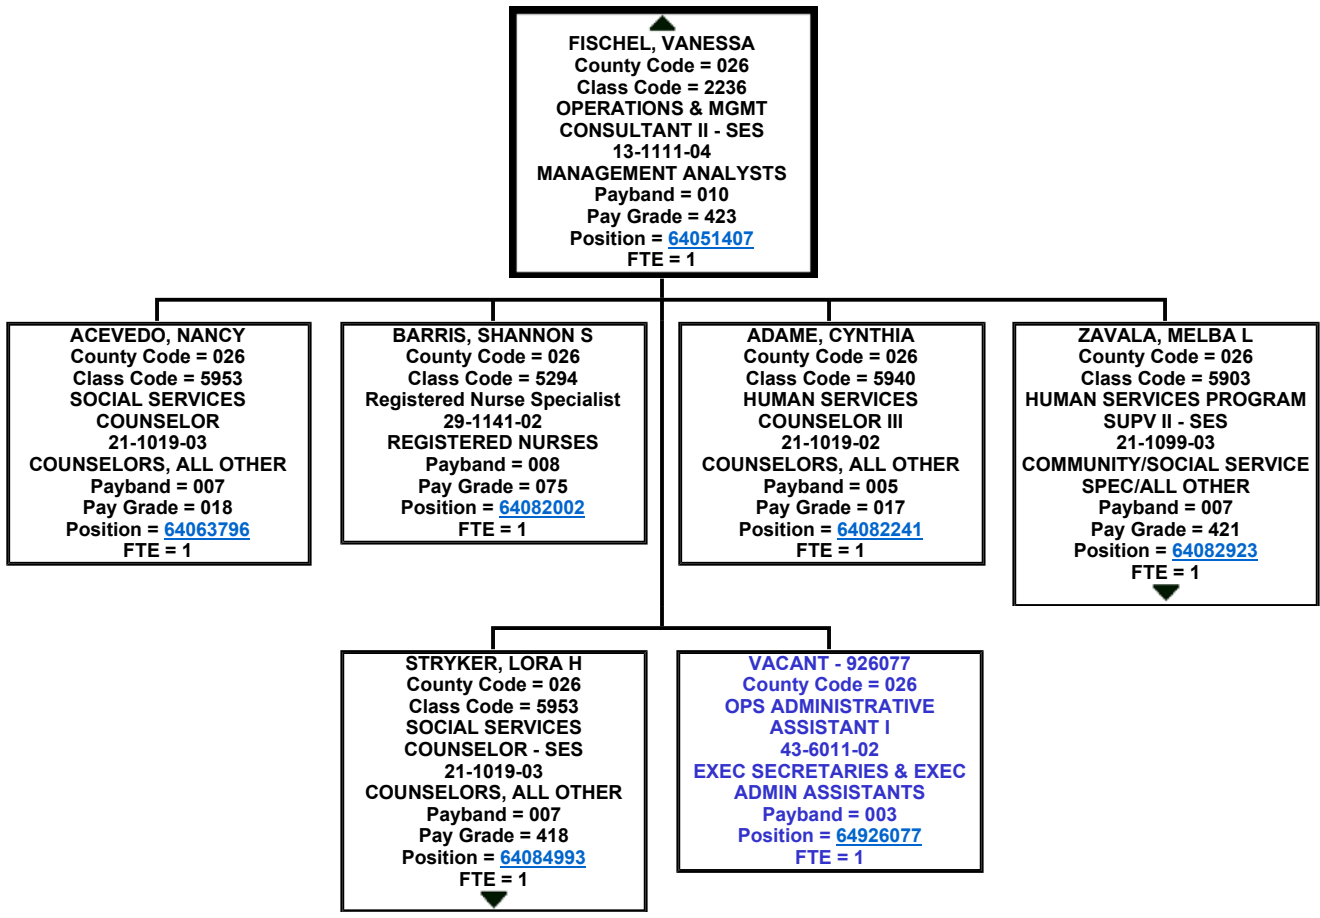 FISCHEL, VANESSA
County Code = 026
Class Code = 2236
OPERATIONS & MGMT
CONSULTANT II - SES
13-1111-04
MANAGEMENT ANALYSTS
Payband = 010
Pay Grade = 423
Position = 64051407
FTE = 1
ACEVEDO, NANCY
County Code = 026
Class Code = 5953
SOCIAL SERVICES
COUNSELOR
21-1019-03
COUNSELORS, ALL OTHER
Payband = 007
Pay Grade = 018
Position = 64063796
FTE = 1
BARRIS, SHANNON S
County Code = 026
Class Code = 5294
Registered Nurse Specialist
29-1141-02
REGISTERED NURSES
Payband = 008
Pay Grade = 075
Position = 64082002
FTE = 1
ADAME, CYNTHIA
County Code = 026
Class Code = 5940
HUMAN SERVICES
COUNSELOR III
21-1019-02
COUNSELORS, ALL OTHER
Payband = 005
Pay Grade = 017
Position = 64082241
FTE = 1
ZAVALA, MELBA L
County Code = 026
Class Code = 5903
HUMAN SERVICES PROGRAM
SUPV II - SES
21-1099-03
COMMUNITY/SOCIAL SERVICE
SPEC/ALL OTHER
Payband = 007
Pay Grade = 421
Position = 64082923
FTE = 1
STRYKER, LORA H
County Code = 026
Class Code = 5953
SOCIAL SERVICES
COUNSELOR - SES
21-1019-03
COUNSELORS, ALL OTHER
Payband = 007
Pay Grade = 418
Position = 64084993
FTE = 1
VACANT - 926077
County Code = 026
OPS ADMINISTRATIVE
ASSISTANT I
43-6011-02
EXEC SECRETARIES & EXEC
ADMIN ASSISTANTS
Payband = 003
Position = 64926077
FTE = 1